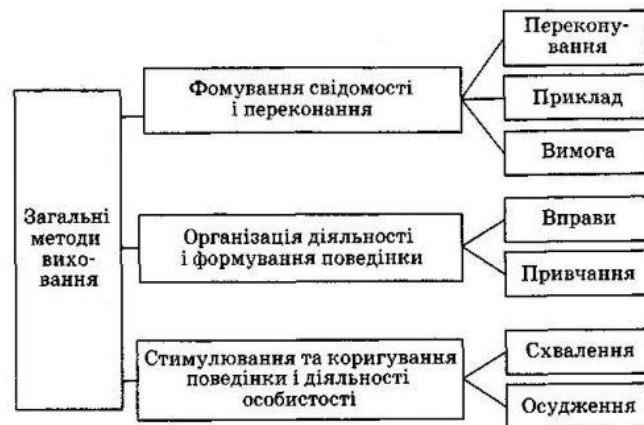 Загальні
методи
вихо-
вання
Фомування свідомості
і переконання
Переконु-
вання
Приклад
Вимога
Організація діяльності
і формування поведінки
Вправи
Привчання
Стимулювання та коригування
поведінки і діяльності
особистості
Схвалення
Осудження